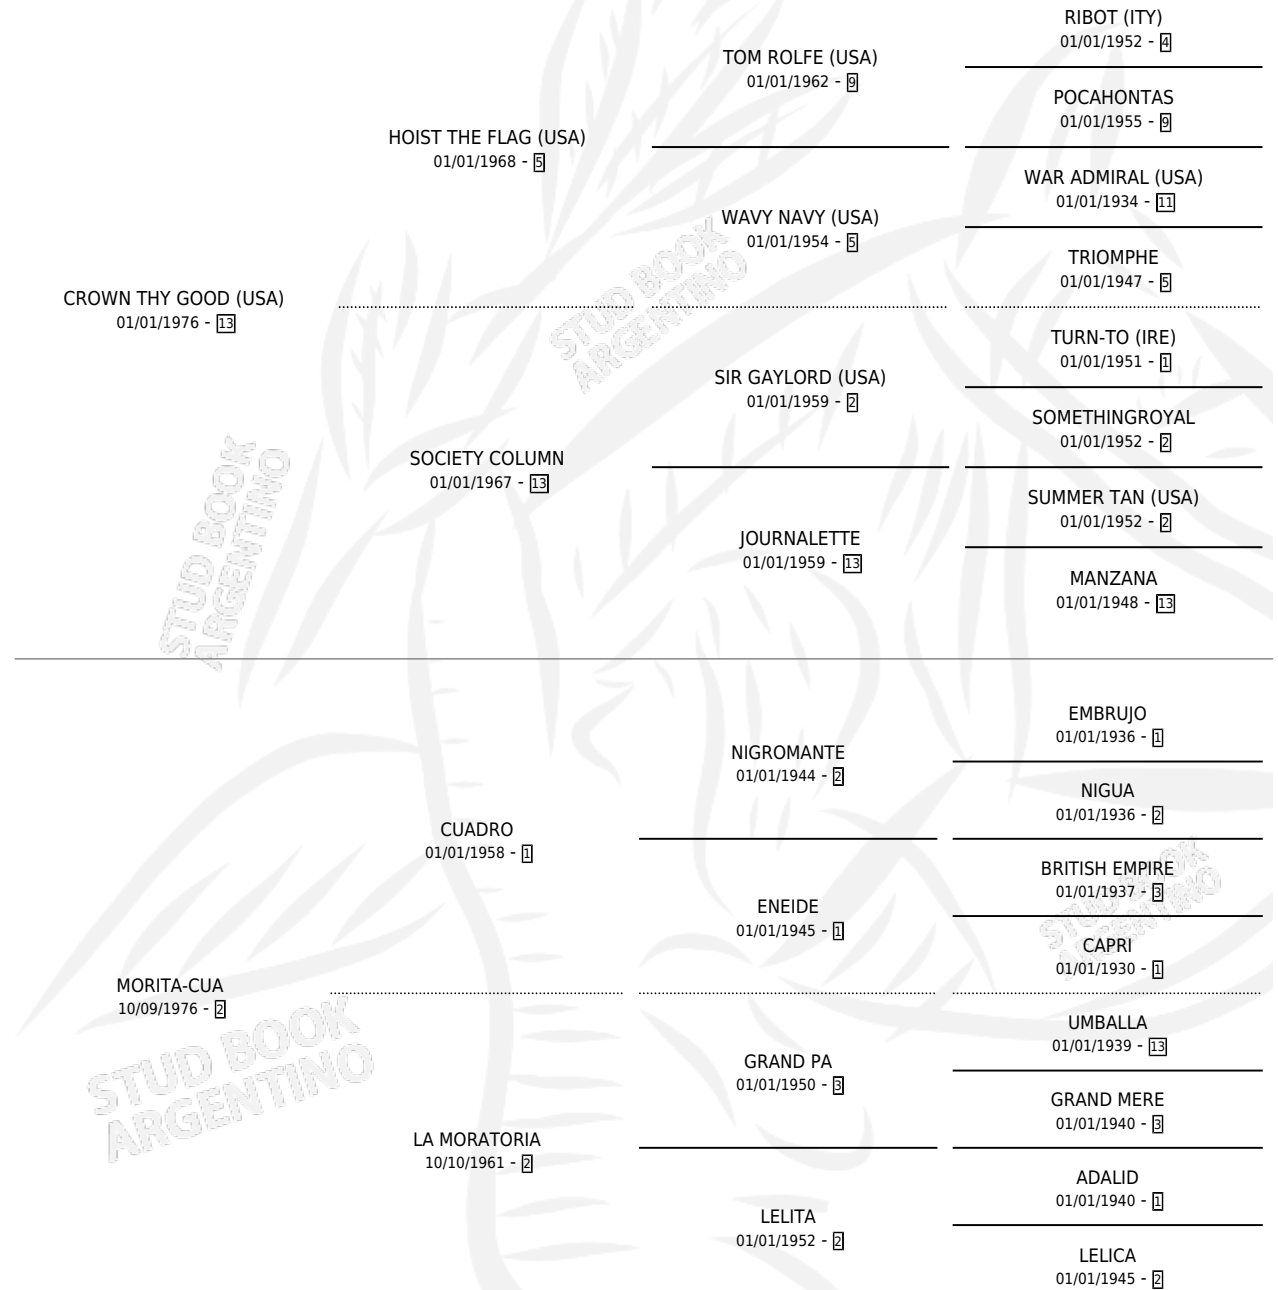 RIBOT (ITY)
01/01/1952 - 4
TOM ROLFE (USA)
01/01/1962 - 9
POCAHONTAS
01/01/1955 - 9
HOIST THE FLAG (USA)
01/01/1968 - 5
WAR ADMIRAL (USA)
01/01/1934 - 11
WAVY NAVY (USA)
01/01/1954 - 5
TRIOMPHE
01/01/1947 - 5
CROWN THY GOOD (USA)
01/01/1976 - 13
TURN-TO (IRE)
01/01/1951 - 1
SIR GAYLORD (USA)
01/01/1959 - 2
SOMETHINGROYAL
01/01/1952 - 2
SOCIETY COLUMN
01/01/1967 - 13
SUMMER TAN (USA)
01/01/1952 - 2
JOURNALETTE
01/01/1959 - 13
MANZANA
01/01/1948 - 13
EMBRUJO
01/01/1936 - 1
NIGROMANTE
01/01/1944 - 2
NIGUA
01/01/1936 - 2
CUADRO
01/01/1958 - 1
BRITISH EMPIRE
01/01/1937 - 3
ENEIDE
01/01/1945 - 1
CAPRI
01/01/1930 - 1
MORITA-CUA
10/09/1976 - 2
UMBALLA
01/01/1939 - 13
GRAND PA
01/01/1950 - 3
GRAND MERE
01/01/1940 - 3
LA MORATORIA
10/10/1961 - 2
ADALID
01/01/1940 - 1
LELITA
01/01/1952 - 2
LELICA
01/01/1945 - 2
STUD BOOK
ARGENTINO
STUD BOOK
ARGENTINO
STUD BOOK
ARGENTINO
STUD BOOK
ARGENTINO